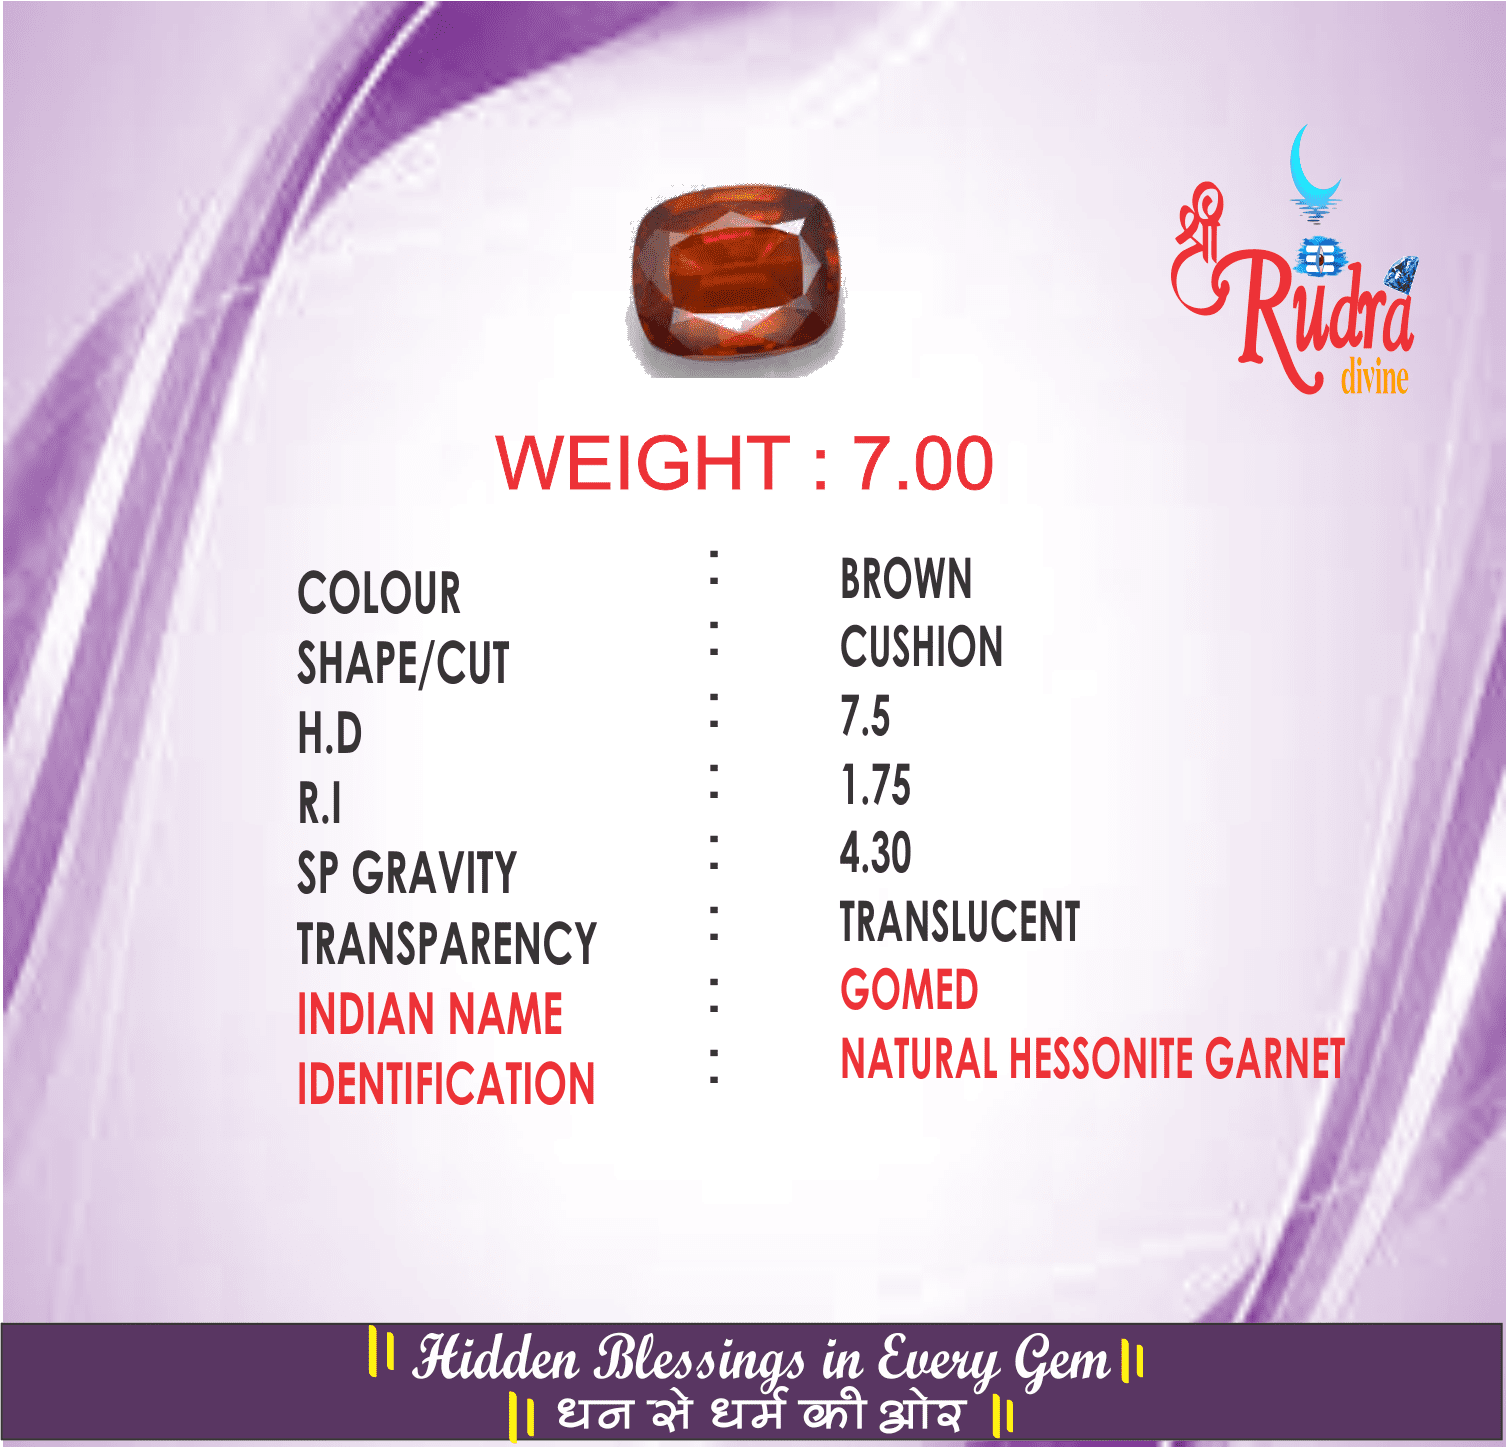 श्री
Rudra
divine
WEIGHT : 7.00
COLOUR : BROWN
SHAPE/CUT : CUSHION
H.D : 7.5
R.I : 1.75
SP GRAVITY : 4.30
TRANSPARENCY : TRANSLUCENT
INDIAN NAME : GOMED
IDENTIFICATION : NATURAL HESSONITE GARNET
|| Hidden Blessings in Every Gem ||
|| धन से धर्म की ओर ||